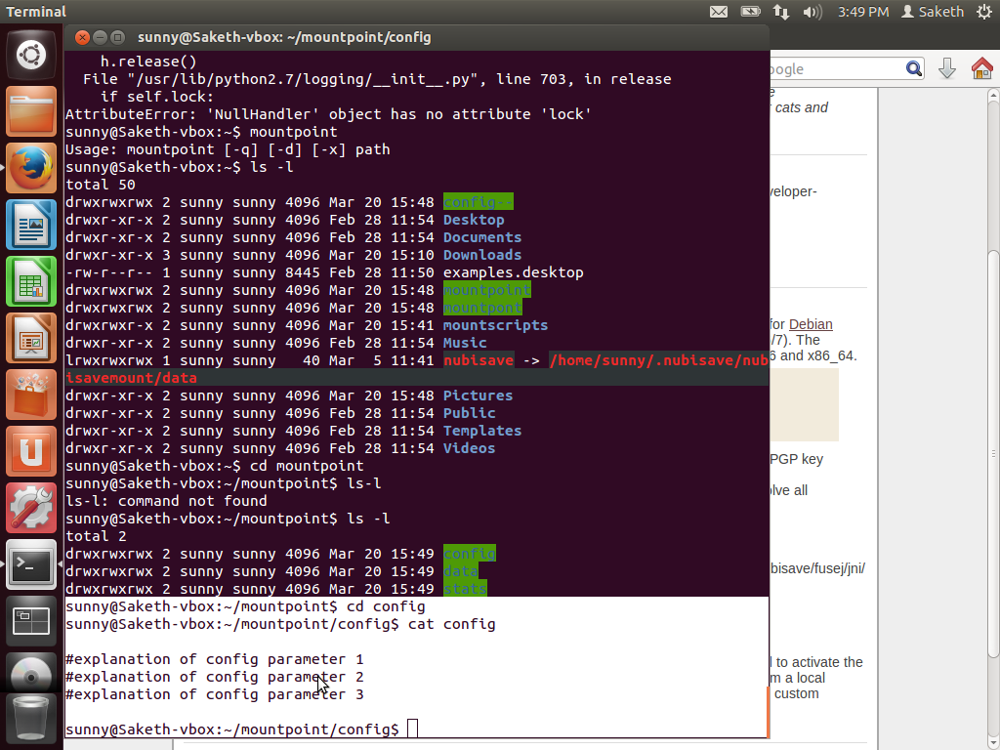 Terminal
3:49 PM Saketh
sunny@Saketh-vbox: ~/mountpoint/config
h.release()
File "/usr/lib/python2.7/logging/__init__.py", line 703, in release
if self.lock:
AttributeError: 'NullHandler' object has no attribute 'lock'
sunny@Saketh-vbox:~$ mountpoint
Usage: mountpoint [-q] [-d] [-x] path
sunny@Saketh-vbox:~$ ls -l
total 50
drwxrwxrwx 2 sunny sunny 4096 Mar 20 15:48 config--
drwxr-xr-x 2 sunny sunny 4096 Feb 28 11:54 Desktop
drwxr-xr-x 2 sunny sunny 4096 Feb 28 11:54 Documents
drwxr-xr-x 3 sunny sunny 4096 Mar 20 15:10 Downloads
-rw-r--r-- 1 sunny sunny 8445 Feb 28 11:50 examples.desktop
drwxrwxrwx 2 sunny sunny 4096 Mar 20 15:48 mountpoint
drwxrwxrwx 2 sunny sunny 4096 Mar 20 15:48 mountpont
drwxrwxr-x 2 sunny sunny 4096 Mar 20 15:41 mountscripts
drwxr-xr-x 2 sunny sunny 4096 Feb 28 11:54 Music
lrwxrwxrwx 1 sunny sunny   40 Mar  5 11:41 nubisave -> /home/sunny/.nubisave/nub
isavemount/data
drwxr-xr-x 2 sunny sunny 4096 Mar 20 15:48 Pictures
drwxr-xr-x 2 sunny sunny 4096 Feb 28 11:54 Public
drwxr-xr-x 2 sunny sunny 4096 Feb 28 11:54 Templates
drwxr-xr-x 2 sunny sunny 4096 Feb 28 11:54 Videos
sunny@Saketh-vbox:~$ cd mountpoint
sunny@Saketh-vbox:~/mountpoint$ ls-l
ls-l: command not found
sunny@Saketh-vbox:~/mountpoint$ ls -l
total 2
drwxrwxrwx 2 sunny sunny 4096 Mar 20 15:49 config
drwxrwxrwx 2 sunny sunny 4096 Mar 20 15:49 data
drwxrwxrwx 2 sunny sunny 4096 Mar 20 15:49 stats
sunny@Saketh-vbox:~/mountpoint$ cd config
sunny@Saketh-vbox:~/mountpoint/config$ cat config
#explanation of config parameter 1
#explanation of config parameter 2
#explanation of config parameter 3
sunny@Saketh-vbox:~/mountpoint/config$
oogle
cats and
veloper-
for Debian
/7). The
6 and x86_64.
PGP key
olve all
bisave/fusej/jni/
l to activate the
m a local
custom